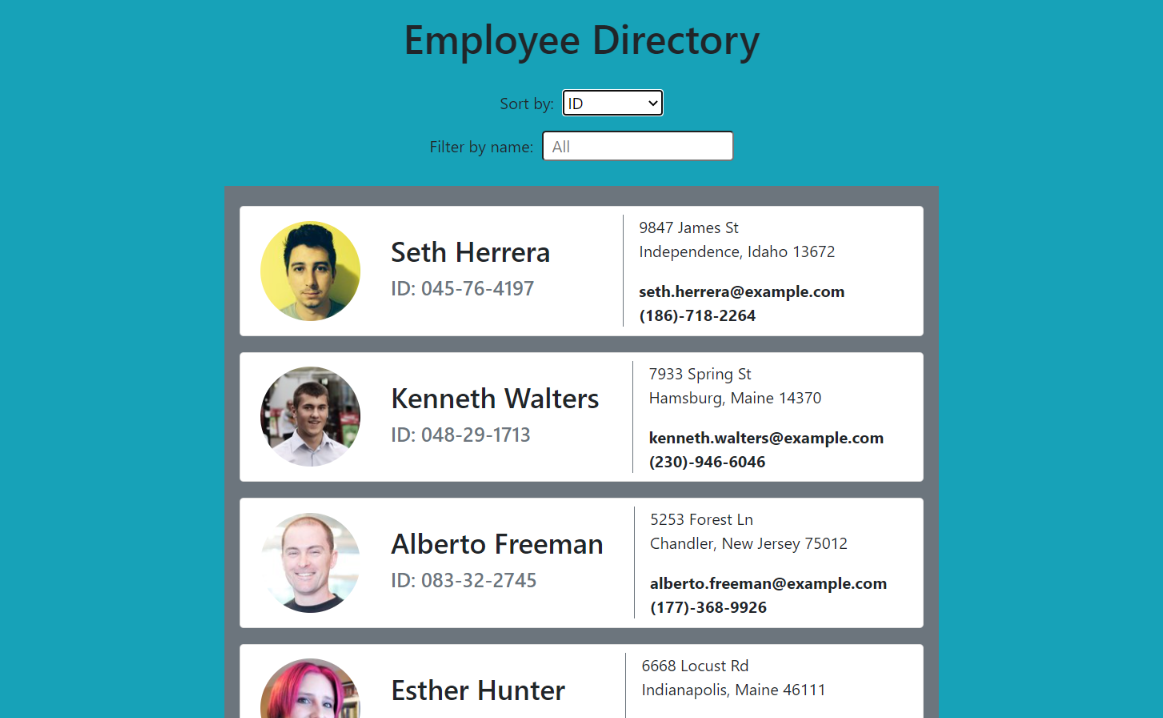 Employee Directory
Sort by: ID
Filter by name: All
Seth Herrera
ID: 045-76-4197
9847 James St
Independence, Idaho 13672
seth.herrera@example.com
(186)-718-2264
Kenneth Walters
ID: 048-29-1713
7933 Spring St
Hamsburg, Maine 14370
kenneth.walters@example.com
(230)-946-6046
Alberto Freeman
ID: 083-32-2745
5253 Forest Ln
Chandler, New Jersey 75012
alberto.freeman@example.com
(177)-368-9926
Esther Hunter
6668 Locust Rd
Indianapolis, Maine 46111